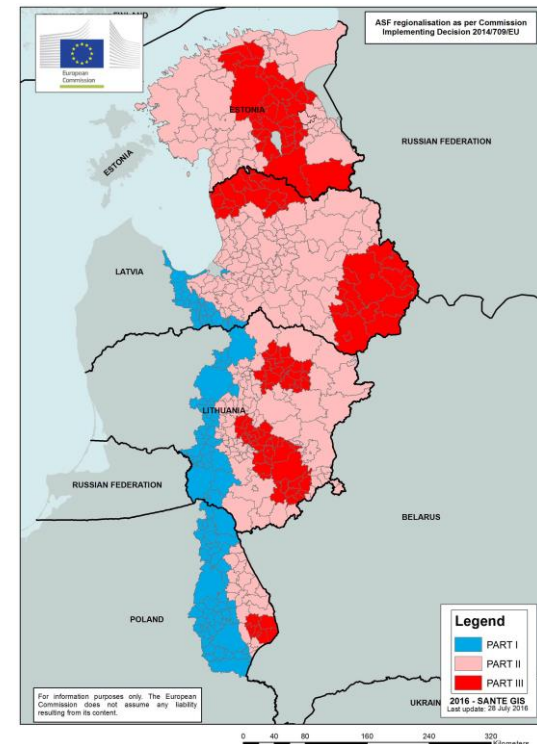 FINLAND
ASF regionalisation as per Commission
Implementing Decision 2014/709/EU
European
Commission
ESTONIA
RUSSIAN FEDERATION
ESTONIA
LATVIA
LITHUANIA
RUSSIAN FEDERATION
BELARUS
POLAND
Legend
PART I
PART II
PART III
For information purposes only. The European
Commission does not assume any liability
resulting from its content.
UKRAIN
2016 - SANTE GIS
Last update: 28 July 2016
0 40 80 160 240 320
Kilometers